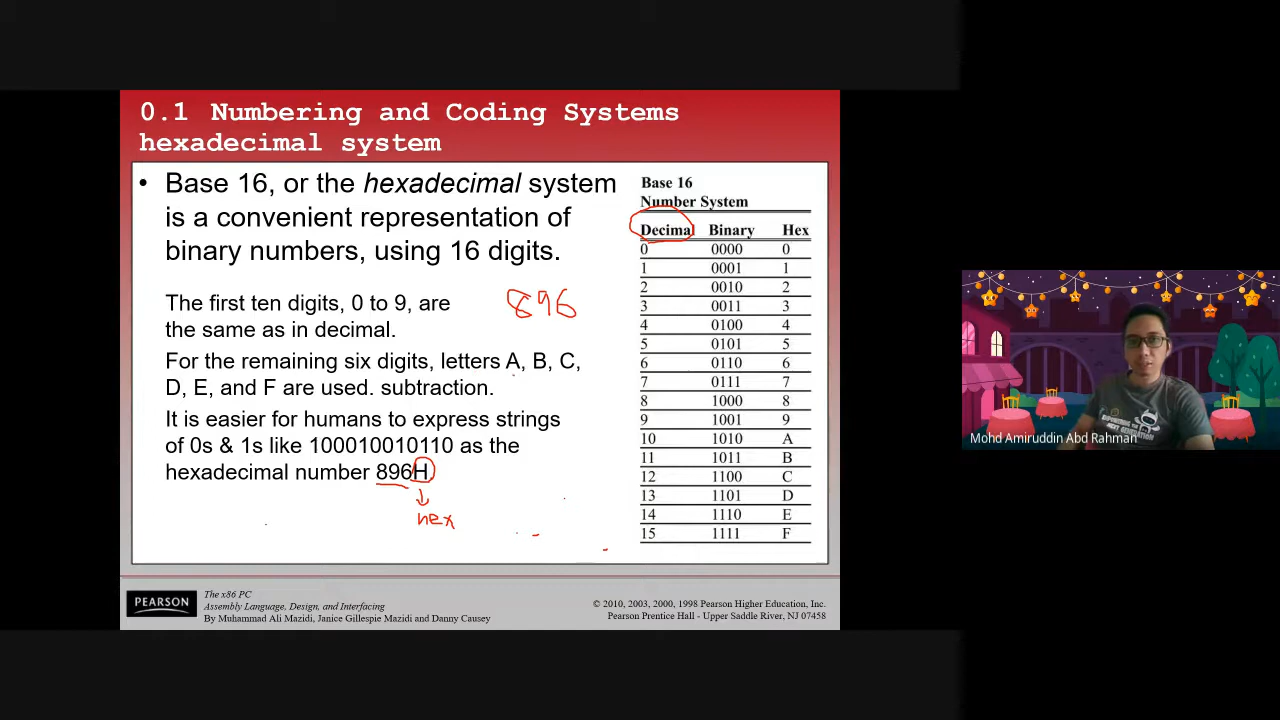 0.1 Numbering and Coding Systems
hexadecimal system
• Base 16, or the hexadecimal system
is a convenient representation of
binary numbers, using 16 digits.
The first ten digits, 0 to 9, are
the same as in decimal.
896
For the remaining six digits, letters A, B, C,
D, E, and F are used. subtraction.
It is easier for humans to express strings
of 0s & 1s like 100010010110 as the
hexadecimal number 896H.
hex
Base 16
Number System
Decimal Binary Hex
0 0000 0
1 0001 1
2 0010 2
3 0011 3
4 0100 4
5 0101 5
6 0110 6
7 0111 7
8 1000 8
9 1001 9
10 1010 A
11 1011 B
12 1100 C
13 1101 D
14 1110 E
15 1111 F
PEARSON
The x86 PC
Assembly Language, Design, and Interfacing
By Muhammad Ali Mazidi, Janice Gillespie Mazidi and Danny Causey
© 2010, 2003, 2000, 1998 Pearson Higher Education, Inc.
Pearson Prentice Hall - Upper Saddle River, NJ 07458
Mohd Amiruddin Abd Rahman